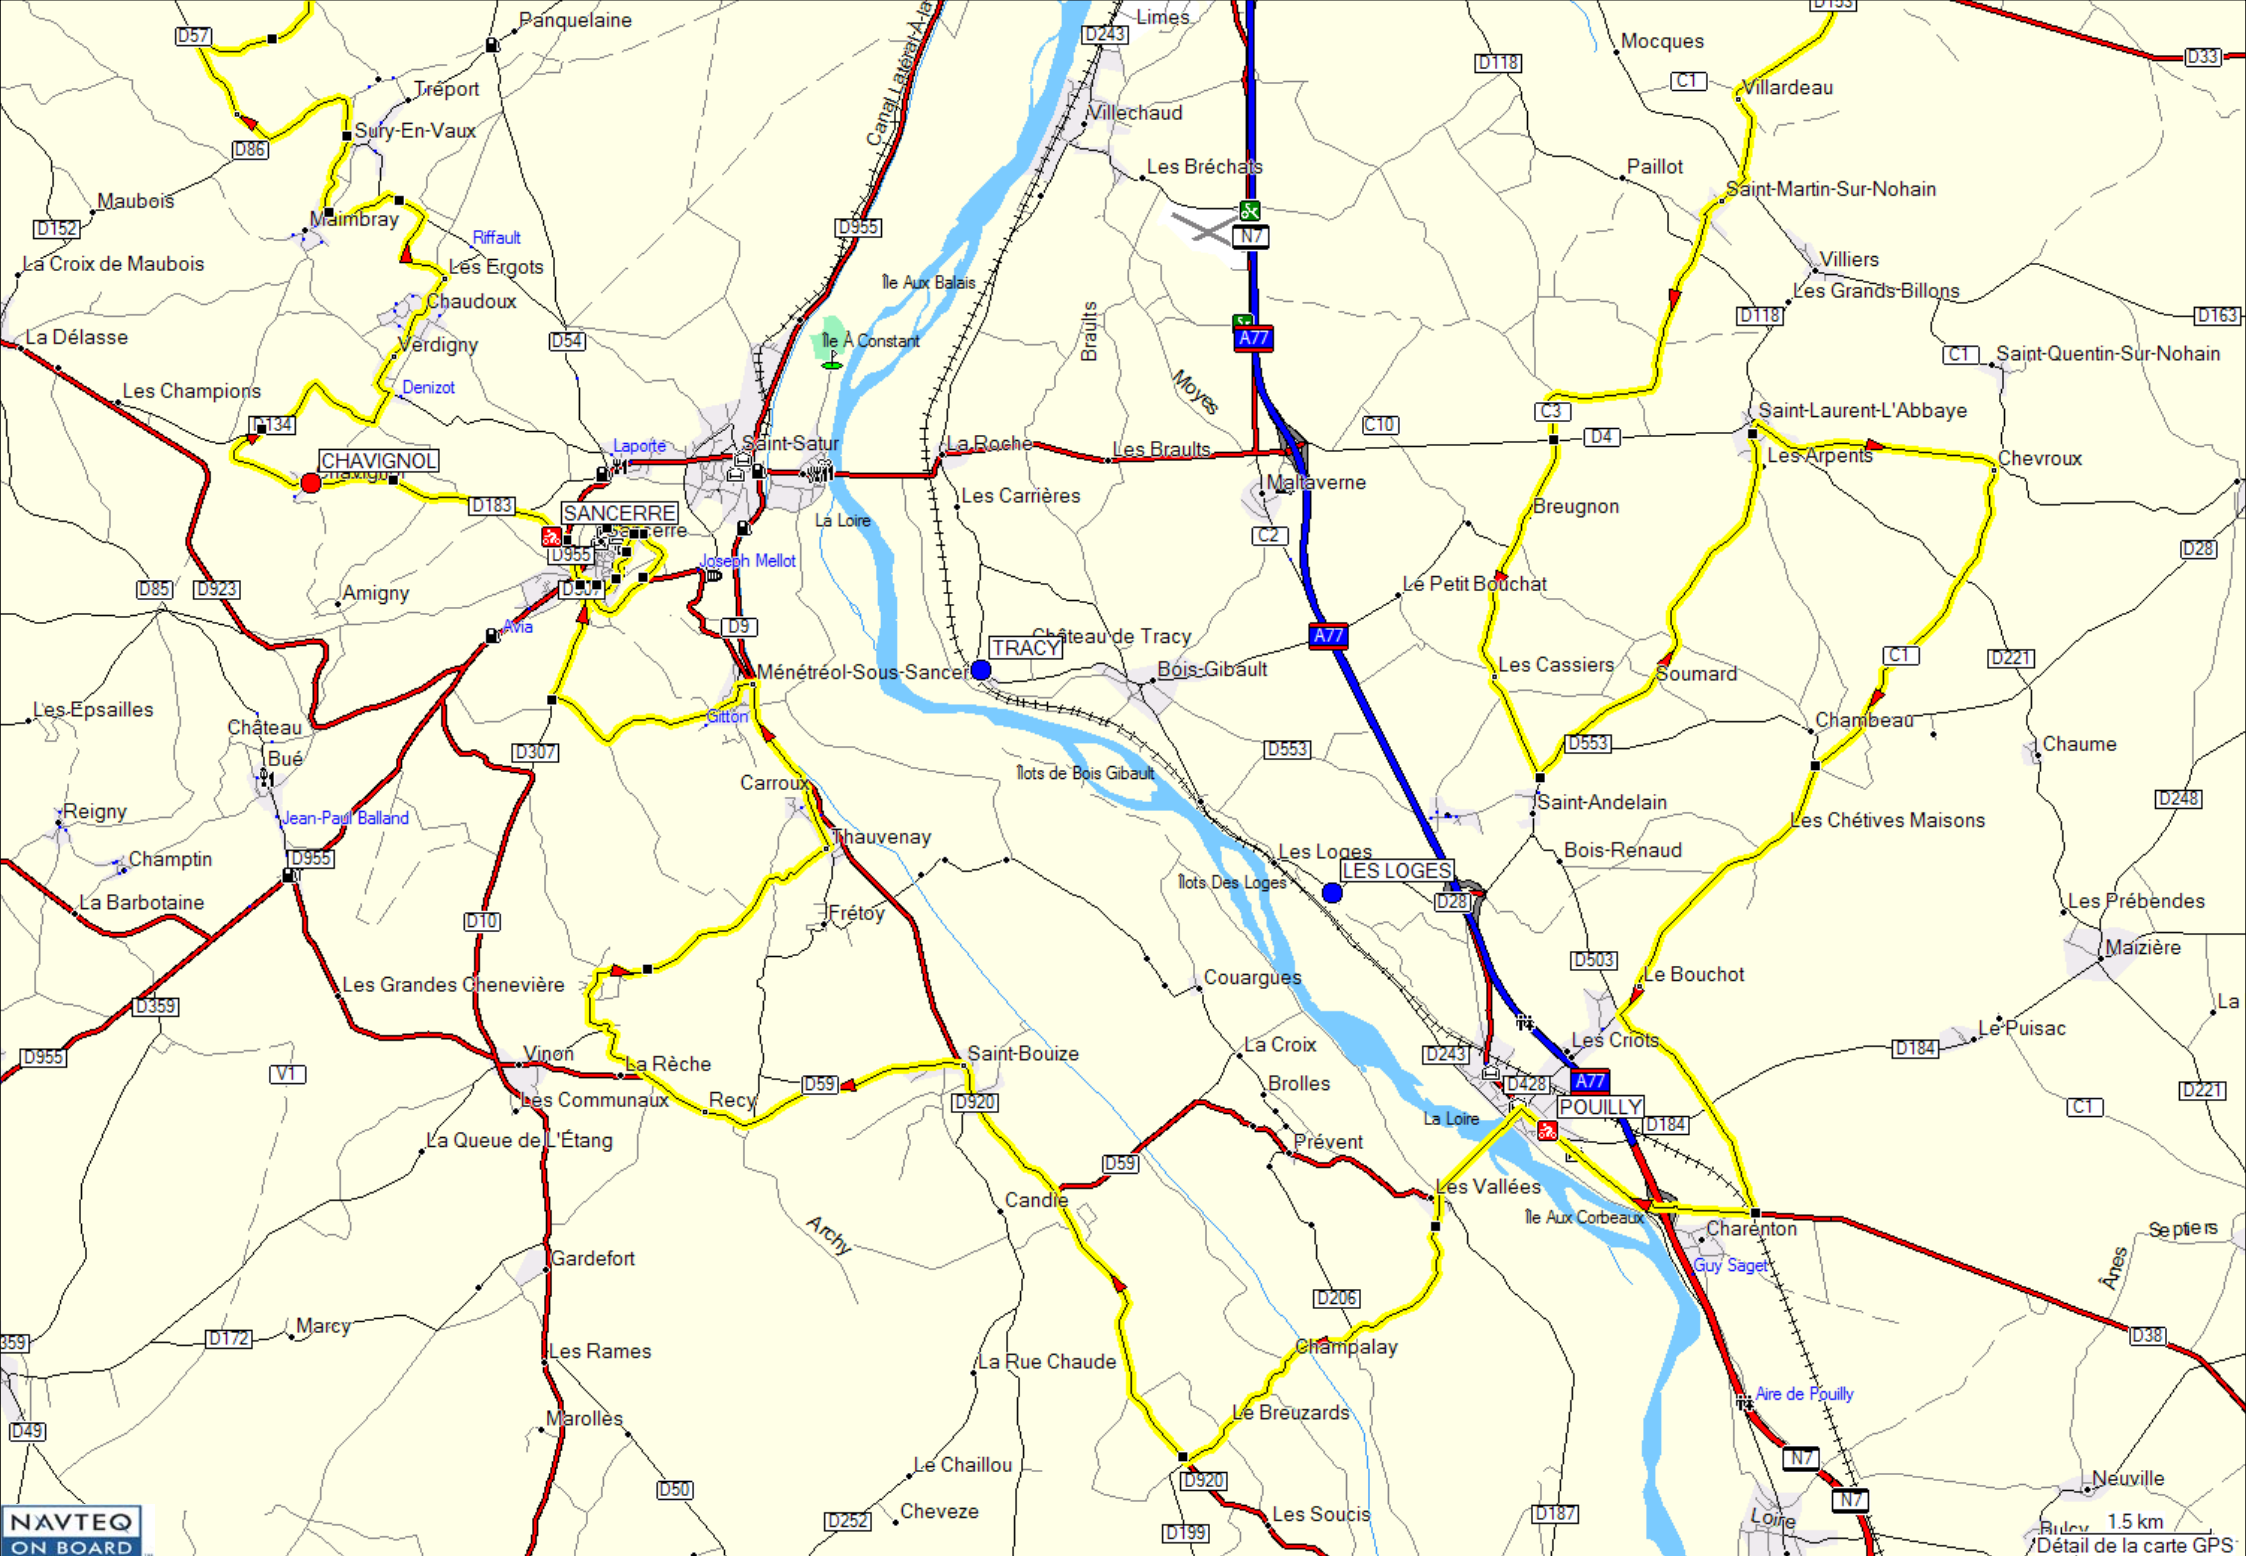 Panquelaine
Limes
D153
D57
D243
D118
Mocques
D33
C1
Villardeau
Tréport
Villechaud
Canal Latéral-À-la
Sury-En-Vaux
D86
Les Bréchats
Paillot
Saint-Martin-Sur-Nohain
Maubois
D152
Maimbray
D955
N7
Riffault
Les Ergots
La Croix de Maubois
Villiers
Les Grands Billons
Île Aux Balais
Chaudoux
D118
D163
Braults
La Délasse
Verdigny
D54
Île À Constant
A77
C1
Saint-Quentin-Sur-Nohain
Les Champions
Denizot
Moyes
C3
Saint-Laurent-L'Abbaye
D134
C10
D4
Laporte
Saint-Satur
La Roche
Les Braults
Les Arpents
Chevroux
CHAVIGNOL
Maltaverne
Les Carrières
D183
SANCERRE
Sancerre
La Loire
Breugnon
C2
D28
D955
Joseph Mellot
D85
D923
Amigny
D907
Le Petit Bouchat
Avia
D9
A77
Château de Tracy
TRACY
C1
D221
Ménétréol-Sous-Sancer
Bois-Gibault
Les Cassiers
Soumard
Les Epsailles
Gitton
Château
Chambeau
D307
D553
D553
Chaume
Bué
Îlots de Bois Gibault
Carroux
Saint-Andelain
D248
Reigny
Jean-Paul Balland
Les Chétives Maisons
Thauvenay
Champtin
D955
Les Loges
LES LOGES
Bois-Renaud
Îlots Des Loges
La Barbotaine
D28
Les Prébendes
D10
Frétoy
Maizière
D503
Le Bouchot
Couargues
Les Grandes Chenevière
D359
La
Le Puisac
D955
Vinon
La Rèche
Saint-Bouize
La Croix
D243
Les Criots
D184
V1
D59
Brolles
D428
A77
D221
Les Communaux
Recy
D920
POUILLY
C1
La Loire
D184
La Queue de L'Étang
Prévent
D59
Candie
Les Vallées
Île Aux Corbeaux
Charenton
Septiers
Archy
Gardefort
Guy Saget
Ânes
D206
359
D172
Marcy
D38
Champalay
Les Rames
La Rue Chaude
Aire de Pouilly
Le Breuzards
Marolles
D49
N7
Le Chaillou
D920
Neuville
D50
N7
NAVTEQ
ON BOARD
D252
Cheveze
Les Soucis
D187
Loire
D199
Bulcy
1.5 km
Détail de la carte GPS